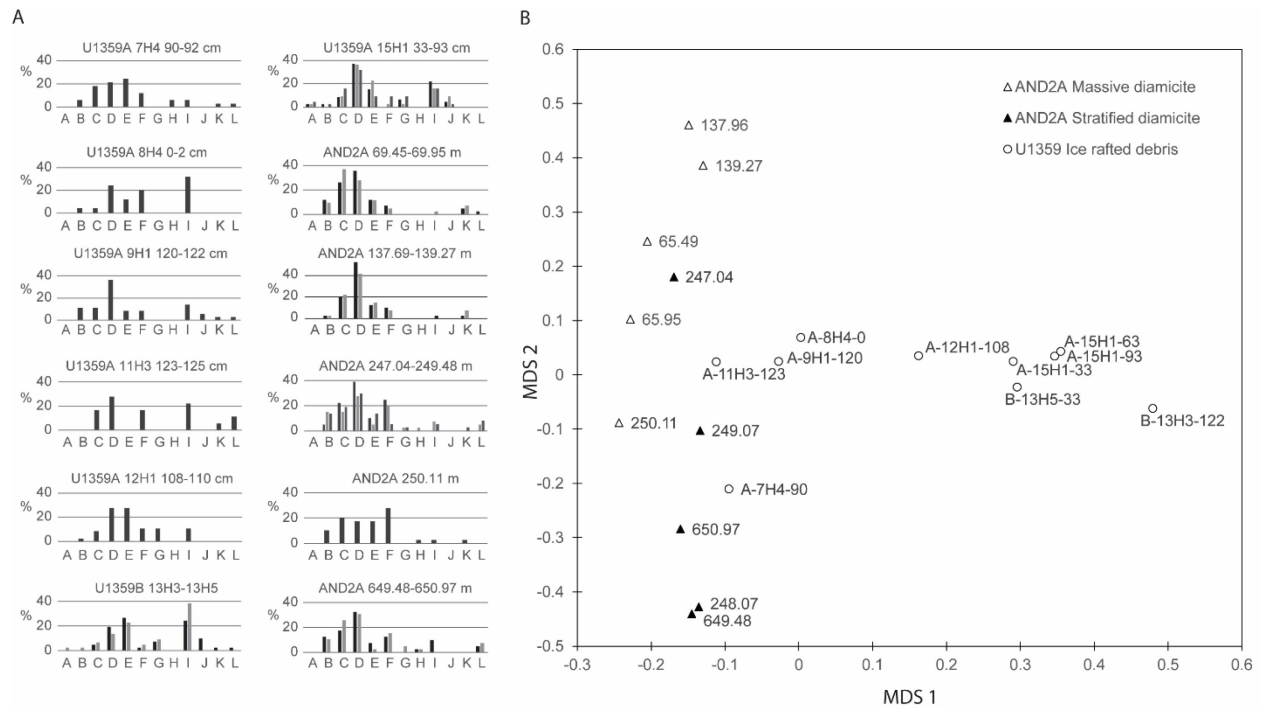 A
U1359A 7H4 90-92 cm
%
40
20
0
A B C D E F G H I J K L
U1359A 8H4 0-2 cm
%
40
20
0
A B C D E F G H I J K L
U1359A 9H1 120-122 cm
%
40
20
0
A B C D E F G H I J K L
U1359A 11H3 123-125 cm
%
40
20
0
A B C D E F G H I J K L
U1359A 12H1 108-110 cm
%
40
20
0
A B C D E F G H I J K L
U1359B 13H3-13H5
%
40
20
0
A B C D E F G H I J K L
U1359A 15H1 33-93 cm
%
40
20
0
A B C D E F G H I J K L
AND2A 69.45-69.95 m
%
40
20
0
A B C D E F G H I J K L
AND2A 137.69-139.27 m
%
40
20
0
A B C D E F G H I J K L
AND2A 247.04-249.48 m
%
40
20
0
A B C D E F G H I J K L
AND2A 250.11 m
%
40
20
0
A B C D E F G H I J K L
AND2A 649.48-650.97 m
%
40
20
0
A B C D E F G H I J K L
B
MDS 2
0.6
0.5
0.4
0.3
0.2
0.1
0
-0.1
-0.2
-0.3
-0.4
-0.5
AND2A Massive diamicite
AND2A Stratified diamicite
U1359 Ice rafted debris
137.96
139.27
65.49
247.04
65.95
A-8H4-0
A-9H1-120
A-11H3-123
A-12H1-108
A-15H1-63
A-15H1-93
A-15H1-33
B-13H5-33
B-13H3-122
250.11
249.07
A-7H4-90
650.97
248.07
649.48
-0.3 -0.2 -0.1 0 0.1 0.2 0.3 0.4 0.5 0.6
MDS 1